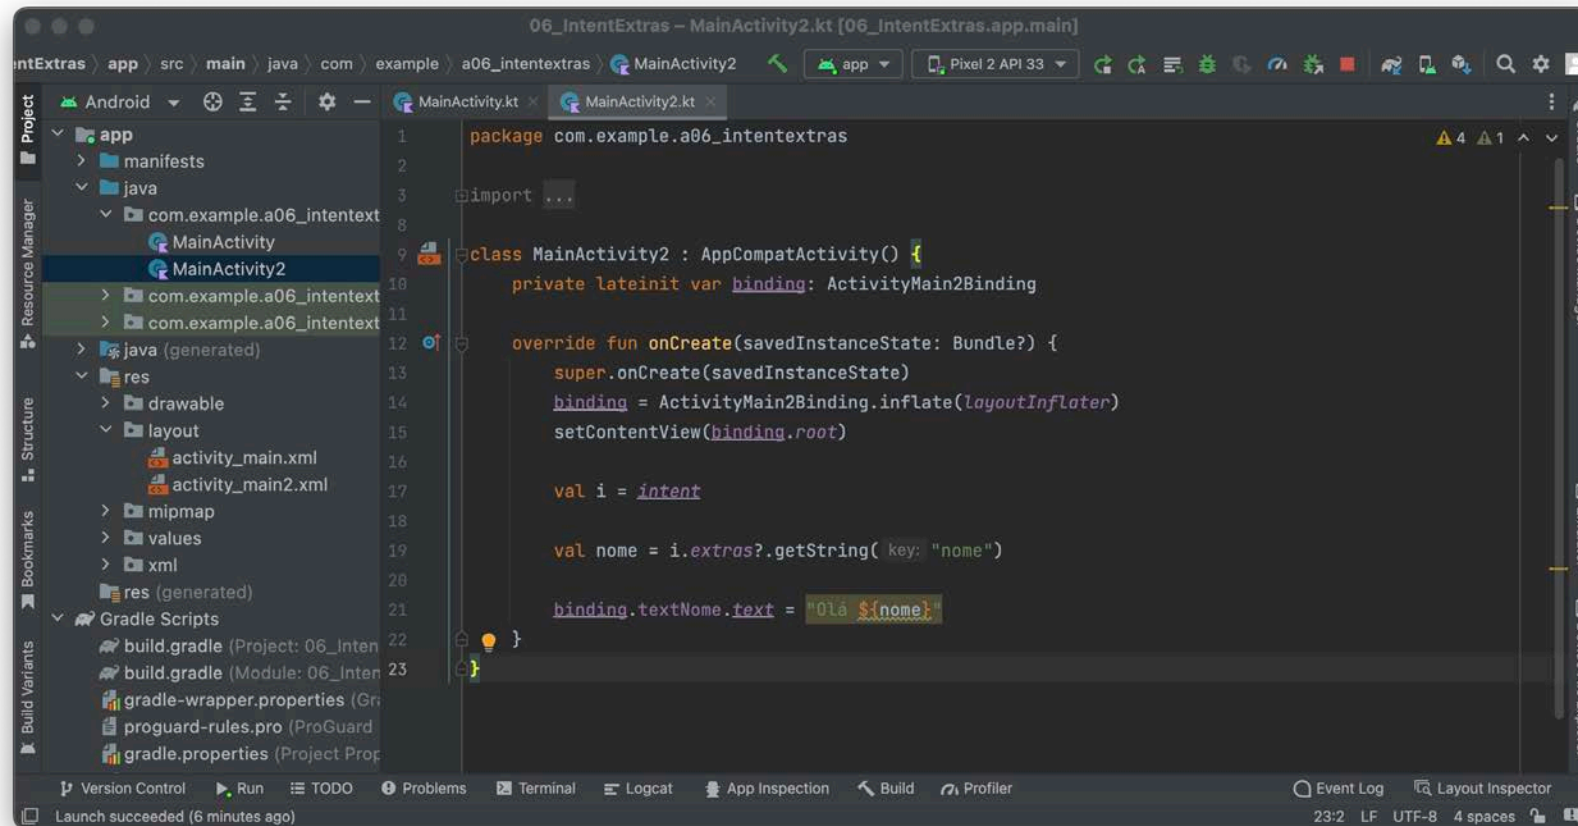 06_IntentExtras – MainActivity2.kt [06_IntentExtras.app.main]
ntExtras app src main java com example a06_intentextras MainActivity2 app Pixel 2 API 33
Android MainActivity.kt MainActivity2.kt
Project
Resource Manager
Structure
Bookmarks
Build Variants
app
manifests
java
com.example.a06_intentext
MainActivity
MainActivity2
com.example.a06_intentext
com.example.a06_intentext
java (generated)
res
drawable
layout
activity_main.xml
activity_main2.xml
mipmap
values
xml
res (generated)
Gradle Scripts
build.gradle (Project: 06_Inten
build.gradle (Module: 06_Inten
gradle-wrapper.properties (Gra
proguard-rules.pro (ProGuard
gradle.properties (Project Prop
4 1
1 package com.example.a06_intentextras
2
3 import ...
8
9 class MainActivity2 : AppCompatActivity() {
10 private lateinit var binding: ActivityMain2Binding
11
12 override fun onCreate(savedInstanceState: Bundle?) {
13 super.onCreate(savedInstanceState)
14 binding = ActivityMain2Binding.inflate(layoutInflater)
15 setContentView(binding.root)
16
17 val i = intent
18
19 val nome = i.extras?.getString( key: "nome")
20
21 binding.textNome.text = "Olá ${nome}"
22 }
23 }
Version Control Run TODO Problems Terminal Logcat App Inspection Build Profiler Event Log Layout Inspector
Launch succeeded (6 minutes ago) 23:2 LF UTF-8 4 spaces